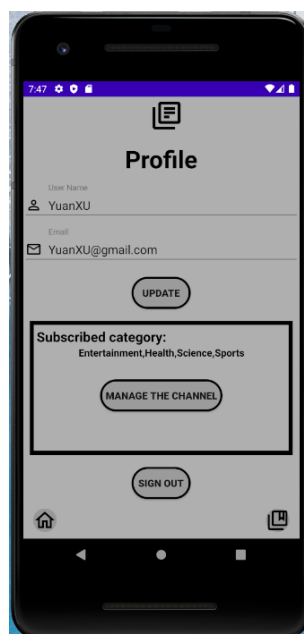 7:47
Profile
User Name
YuanXU
Email
YuanXU@gmail.com
UPDATE
Subscribed category:
Entertainment,Health,Science,Sports
MANAGE THE CHANNEL
SIGN OUT